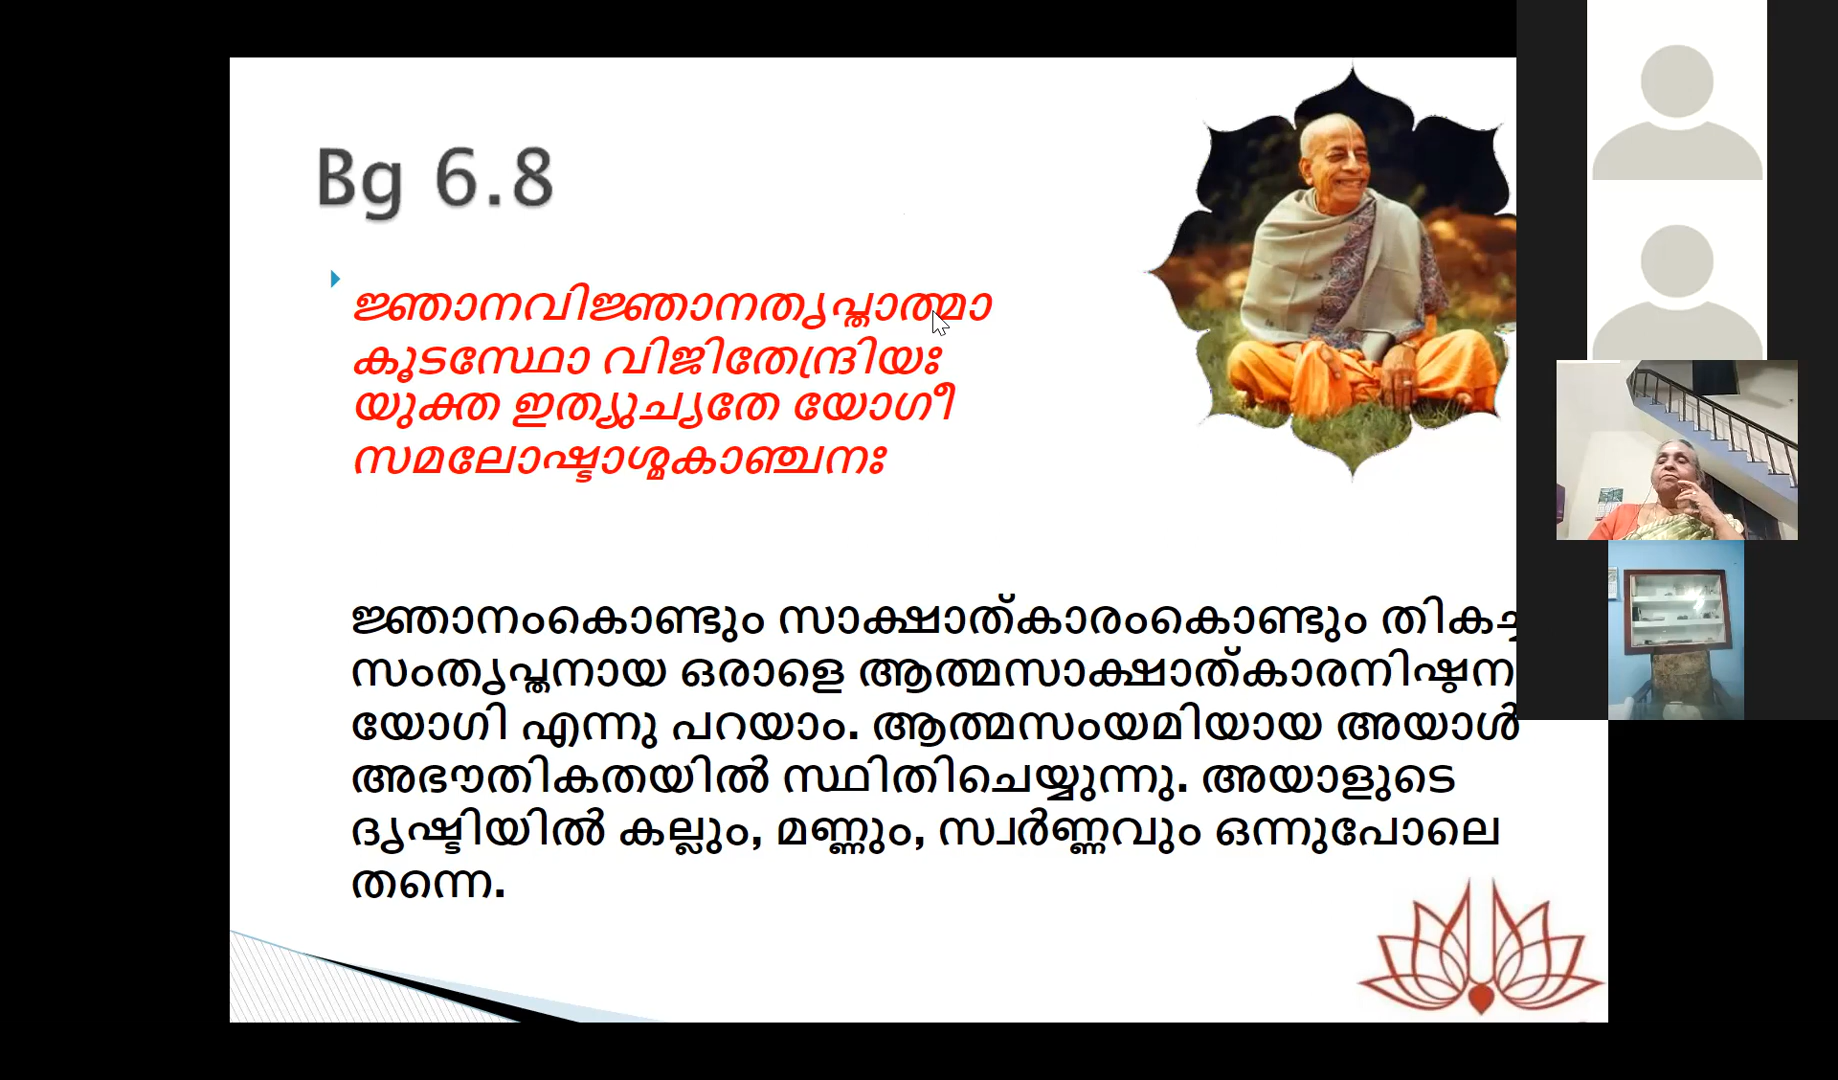 Bg 6.8
ജ്ഞാനവിജ്ഞാനതൃപ്താത്മാ
കൂടസ്ഥോ വിജിതേന്ദ്രിയഃ
യുക്ത ഇത്യുച്യതേ യോഗീ
സമലോഷ്ടാശ്മകാഞ്ചനഃ
ജ്ഞാനംകൊണ്ടും സാക്ഷാത്കാരംകൊണ്ടും
സംതൃപ്തനായ ഒരാളെ ആത്മസാക്ഷാത്കാരനിഷ്ഠന
യോഗി എന്നു പറയാം. ആത്മസംയമിയായ അയാൾ
അഭൗതികതയിൽ സ്ഥിതിചെയ്യുന്നു. അയാളുടെ
ദൃഷ്ടിയിൽ കല്ലും, മണ്ണും, സ്വർണ്ണവും ഒന്നുപോലെ
തന്നെ.